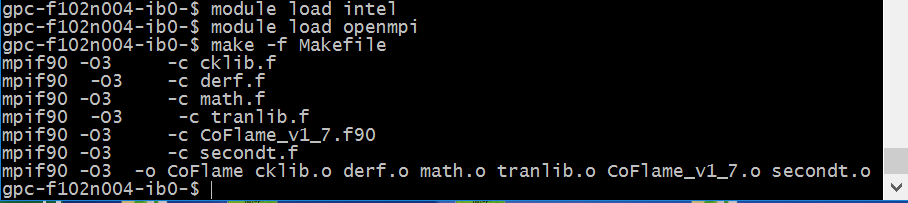 gpc-f102n004-ib0-$ module load intel
gpc-f102n004-ib0-$ module load openmpi
gpc-f102n004-ib0-$ make -f Makefile
mpif90 -O3     -c cklib.f
mpif90  -O3    -c derf.f
mpif90 -O3     -c math.f
mpif90  -O3     -c tranlib.f
mpif90 -O3     -c CoFlame_v1_7.f90
mpif90 -O3     -c secondt.f
mpif90 -O3  -o CoFlame cklib.o derf.o math.o tranlib.o CoFlame_v1_7.o secondt.o
gpc-f102n004-ib0-$